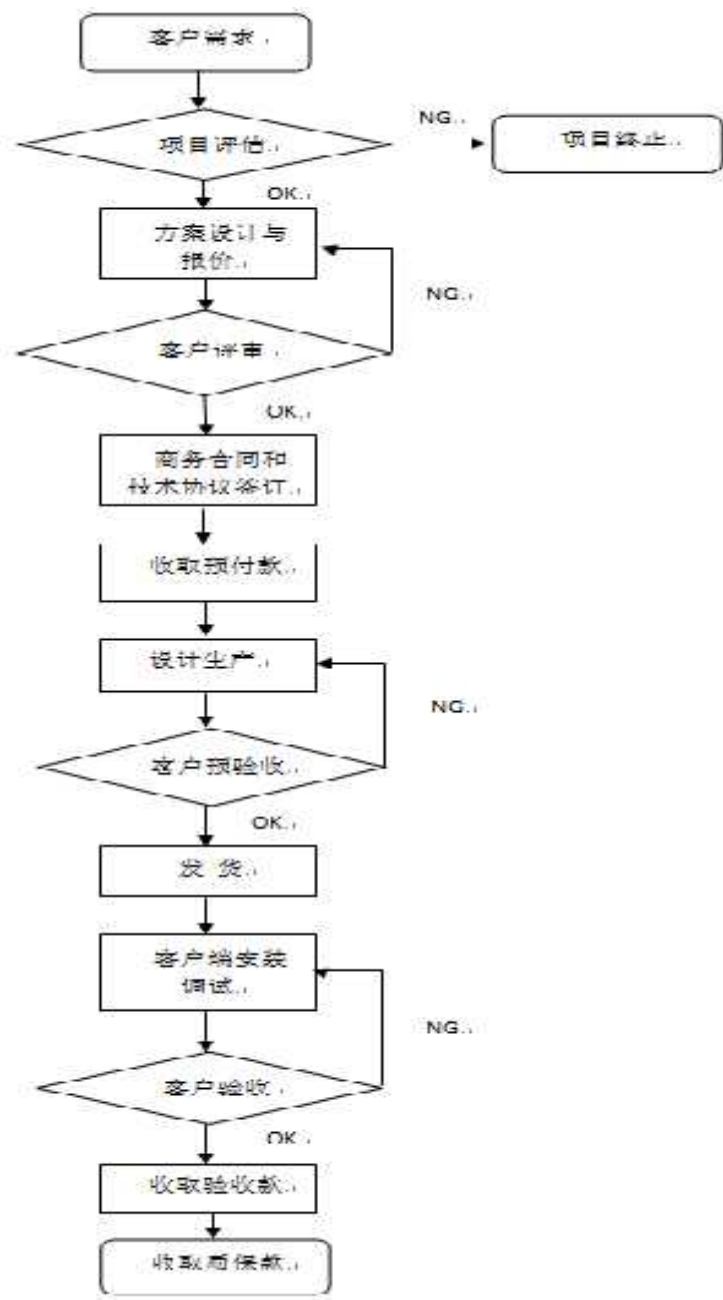 客户需求
项目评估
NG
项目终止
OK
方案设计与
报价
NG
客户评审
OK
商务合同和
技术协议签订
收取预付款
设计生产
NG
客户预验收
OK
发 货
客户端安装
调试
NG
客户验收
OK
收取验收款
收取质保款